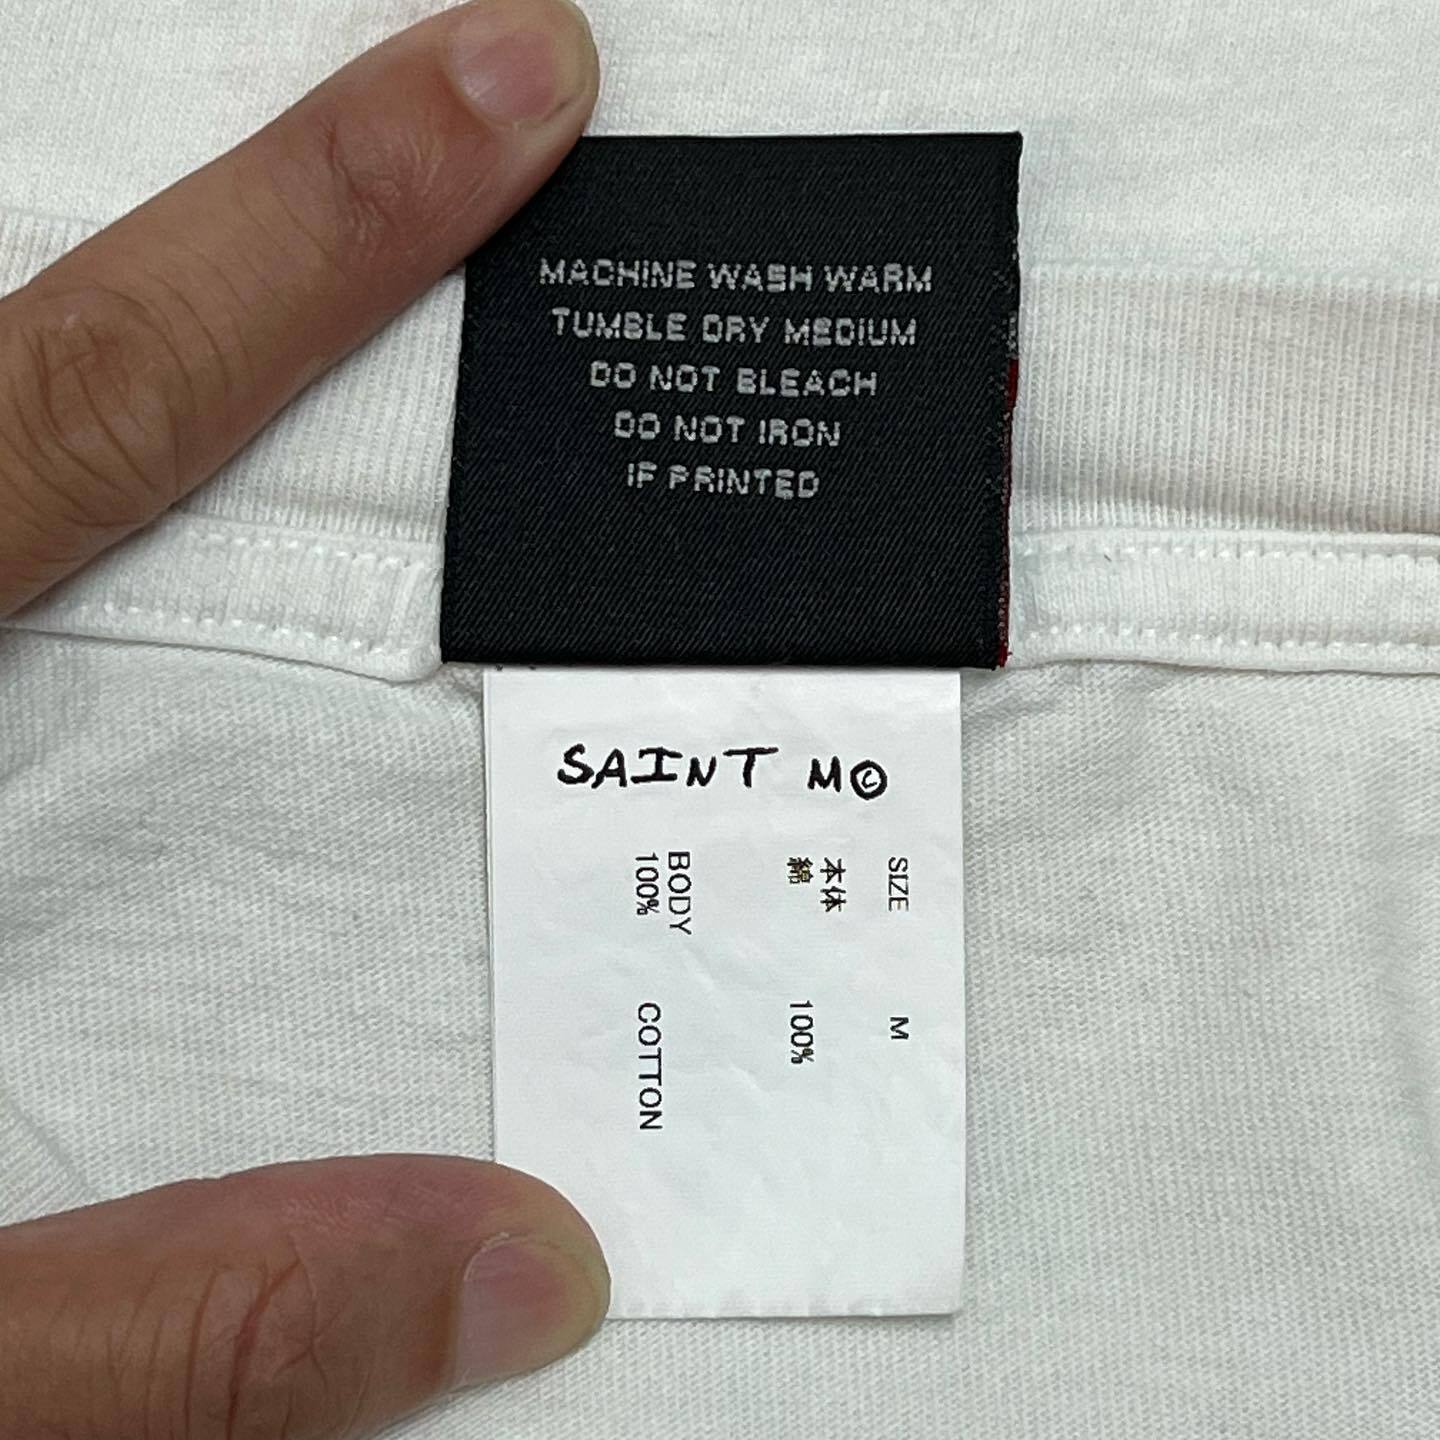 MACHINE WASH WARM
TUMBLE DRY MEDIUM
DO NOT BLEACH
DO NOT IRON
IF PRINTED
SAINT M©
SIZE M
本体
綿 100%
BODY
100% COTTON